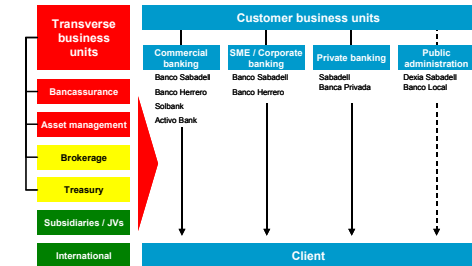 Transverse
business
units
Bancassurance
Asset management
Brokerage
Treasury
Subsidiaries / JVs
International
Customer business units
Commercial
banking
Banco Sabadell
Banco Herrero
Solbank
Activo Bank
SME / Corporate
banking
Banco Sabadell
Banco Herrero
Private banking
Sabadell
Banca Privada
Public
administration
Dexia Sabadell
Banco Local
Client